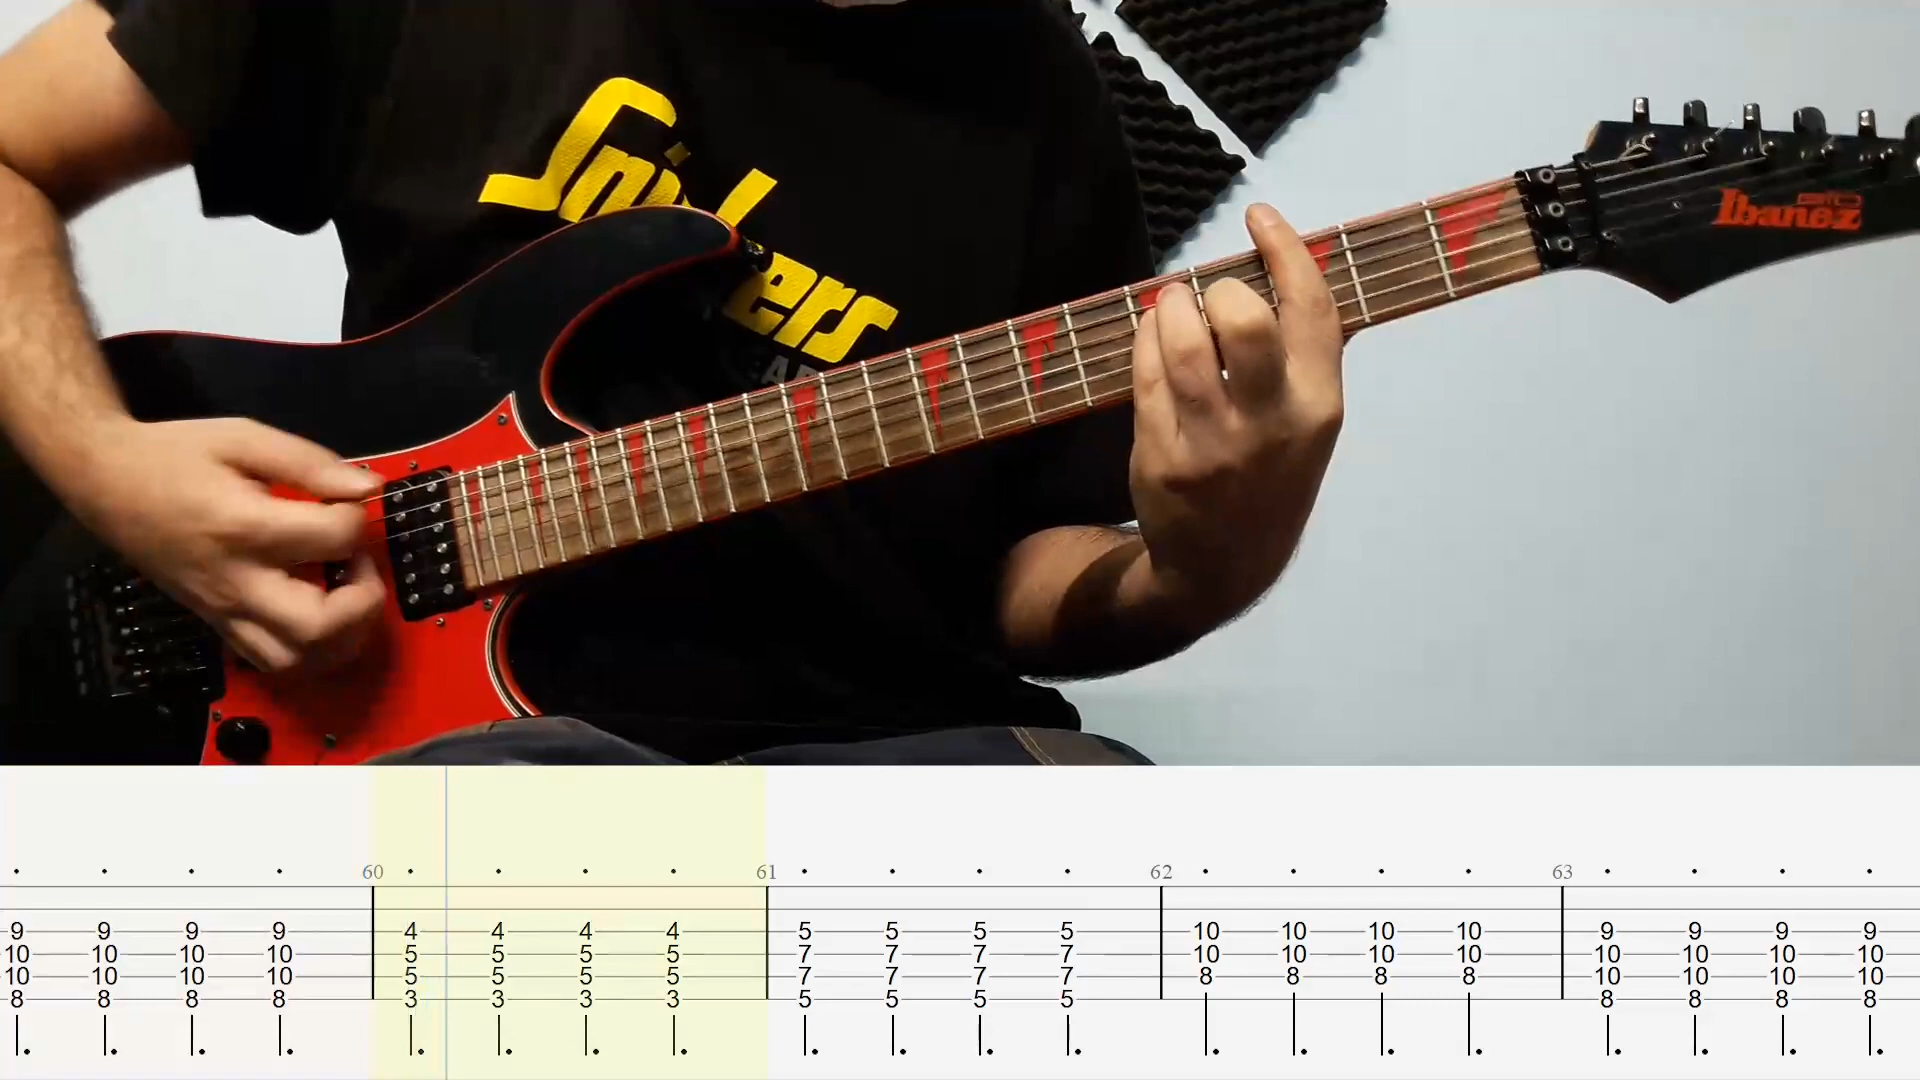 Snickers
Ibanez
60 61 62 63
9 9 9 9 4 4 4 4 5 5 5 5 10 10 10 10 9 9 9 9
10 10 10 10 5 5 5 5 7 7 7 7 10 10 10 10 10 10 10 10
10 10 10 10 5 5 5 5 7 7 7 7 8 8 8 8 10 10 10 10
8 8 8 8 3 3 3 3 5 5 5 5 8 8 8 8